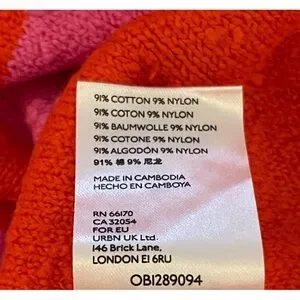 91% COTTON 9% NYLON
91% COTON 9% NYLON
91% BAUMWOLLE 9% NYLON
91% COTONE 9% NYLON
91% ALGODÓN 9% NYLON
91% 棉 9% 尼龙
MADE IN CAMBODIA
HECHO EN CAMBOYA
RN 66170
CA 32054
FOR EU
URBN UK Ltd.
146 Brick Lane,
LONDON E1 6RU
OB1289094